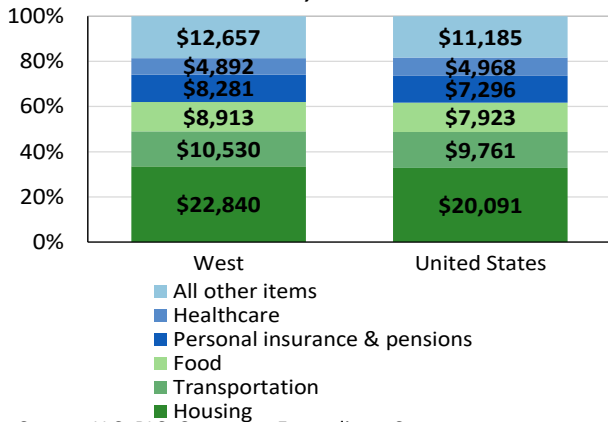 100%
$12,657 $11,185
80%
$4,892 $4,968
$8,281 $7,296
60%
$8,913 $7,923
40%
$10,530 $9,761
20%
$22,840 $20,091
0%
West United States
All other items
Healthcare
Personal insurance & pensions
Food
Transportation
Housing